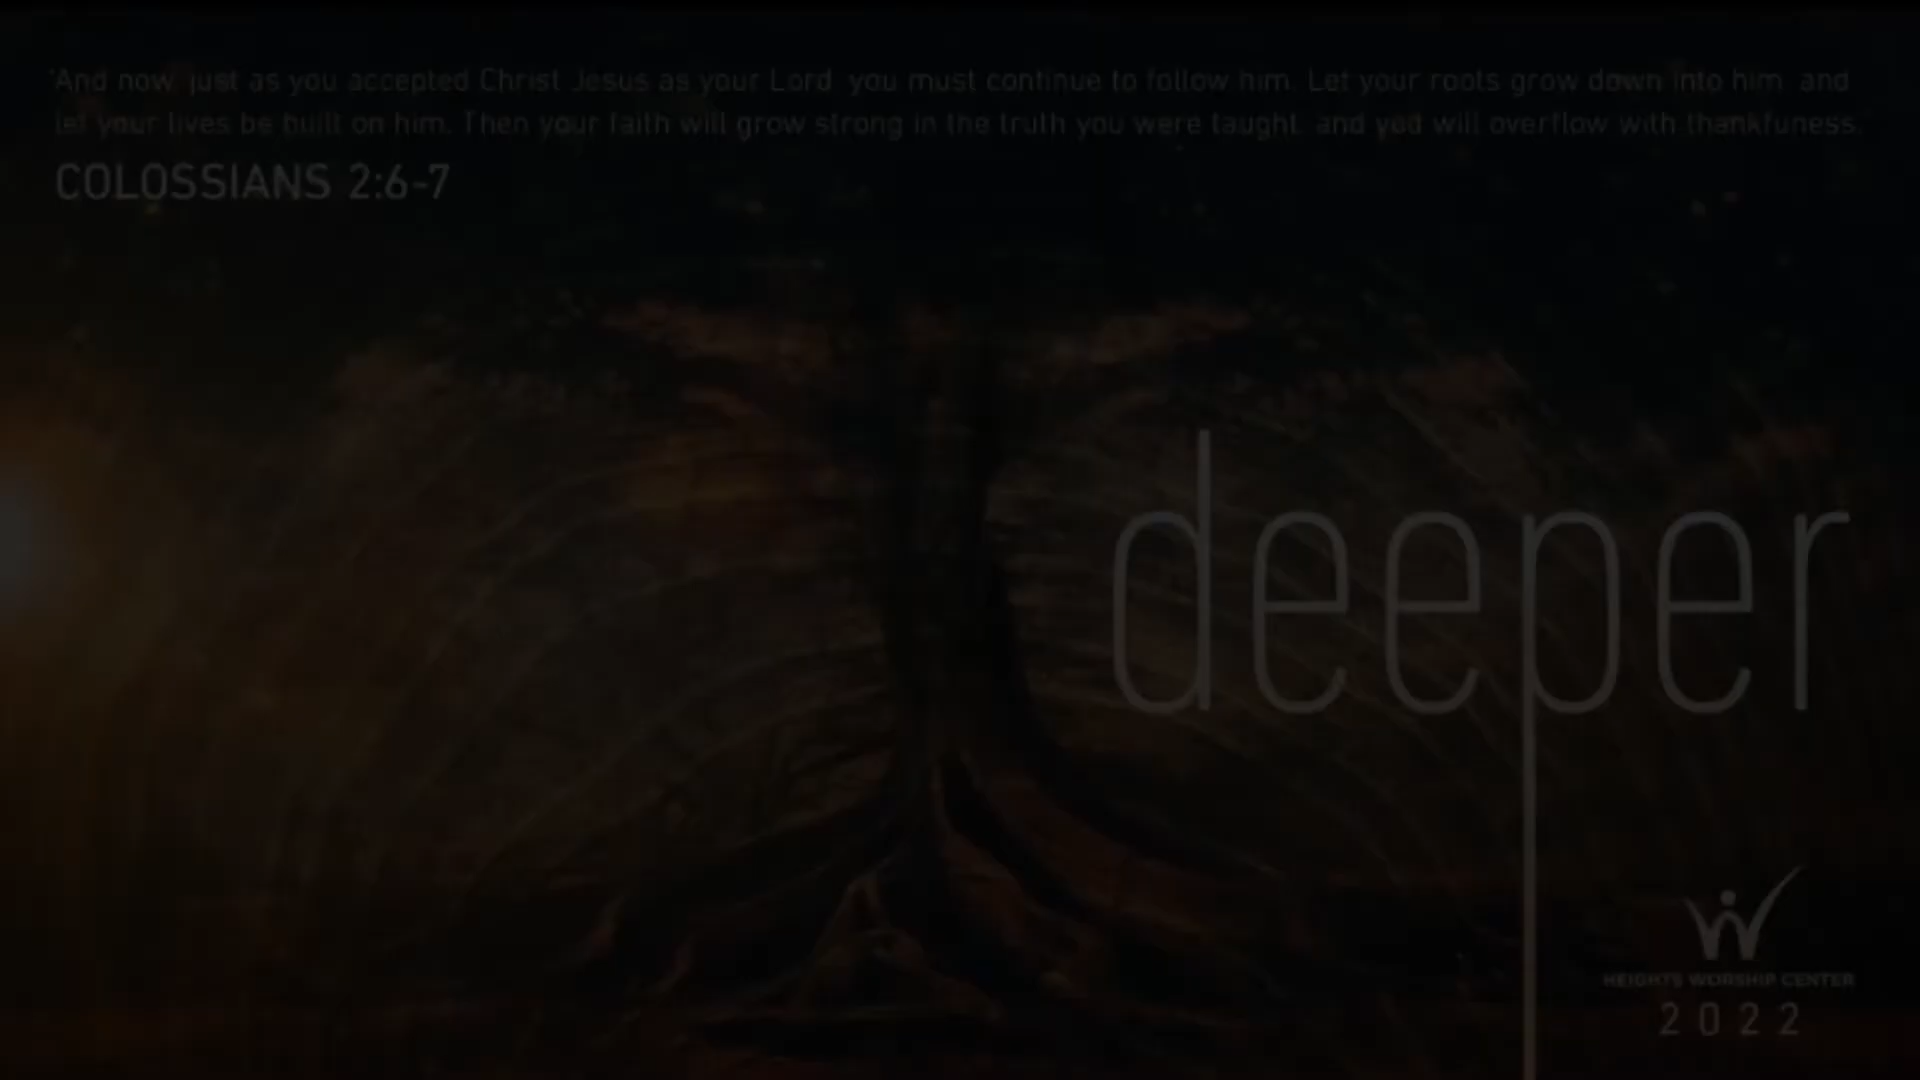 "And now, just as you accepted Christ Jesus as your Lord, you must continue to follow him. Let your roots grow down into him, and
let your lives be built on him. Then your faith will grow strong in the truth you were taught, and you will overflow with thankfuness.
COLOSSIANS 2:6-7
deeper
HEIGHTS WORSHIP CENTER
2022